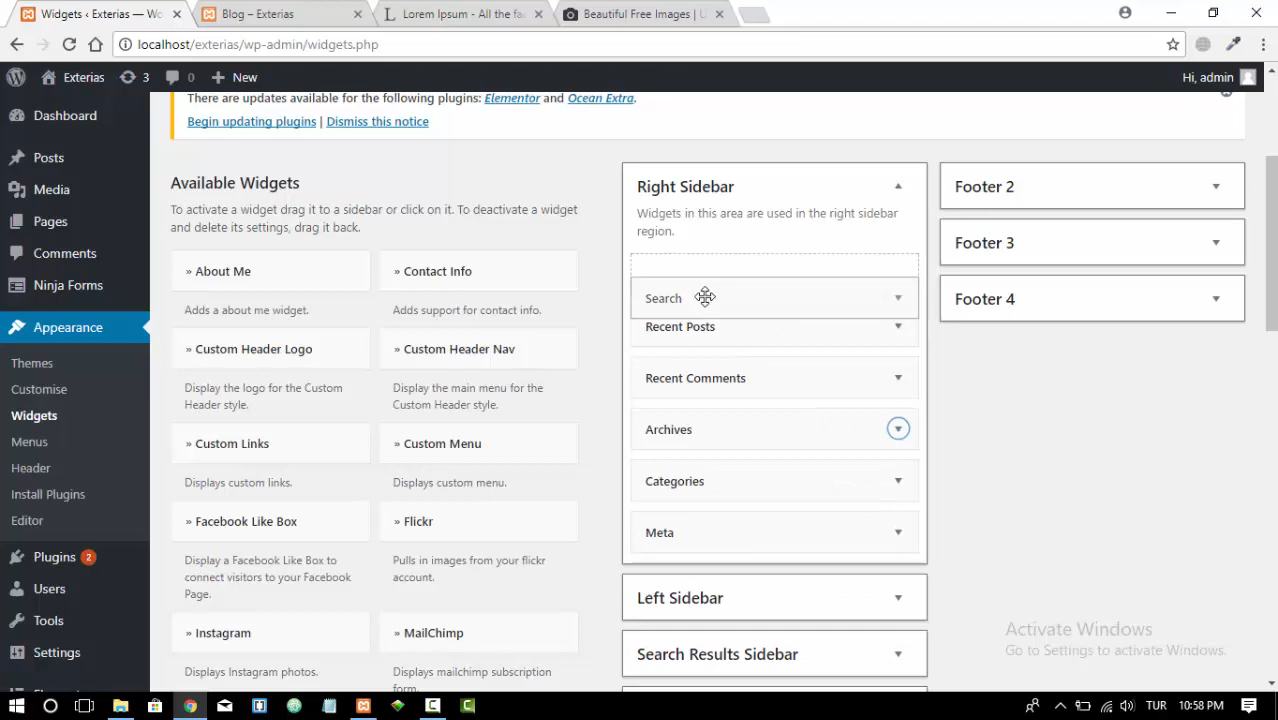 Widgets ‹ Exterias — Wo
Blog – Exterias
Lorem Ipsum - All the fa
Beautiful Free Images | U
localhost/exterias/wp-admin/widgets.php
Exterias
3
0
New
Hi, admin
There are updates available for the following plugins: Elementor and Ocean Extra.
Begin updating plugins | Dismiss this notice
Dashboard
Posts
Media
Pages
Comments
Ninja Forms
Appearance
Themes
Customise
Widgets
Menus
Header
Install Plugins
Editor
Plugins 2
Users
Tools
Settings
Available Widgets
To activate a widget drag it to a sidebar or click on it. To deactivate a widget
and delete its settings, drag it back.
» About Me
Adds a about me widget.
» Contact Info
Adds support for contact info.
» Custom Header Logo
Display the logo for the Custom
Header style.
» Custom Header Nav
Display the main menu for the
Custom Header style.
» Custom Links
Displays custom links.
» Custom Menu
Displays custom menu.
» Facebook Like Box
Display a Facebook Like Box to
connect visitors to your Facebook
Page.
» Flickr
Pulls in images from your flickr
account.
» Instagram
Displays Instagram photos.
» MailChimp
Displays mailchimp subscription
form.
Right Sidebar
Widgets in this area are used in the right sidebar
region.
Search
Recent Posts
Recent Comments
Archives
Categories
Meta
Left Sidebar
Search Results Sidebar
Footer 2
Footer 3
Footer 4
Activate Windows
Go to Settings to activate Windows.
TUR
10:58 PM